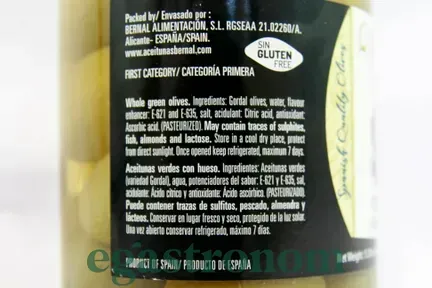 Packed by/ Envasado por:
BERNAL ALIMENTACIÓN, S.L. RGSEAA 21.02260/A.
Alicante- ESPAÑA/SPAIN.
www.aceitunasbernal.com
SIN
GLUTEN
FREE
FIRST CATEGORY/ CATEGORÍA PRIMERA
Whole green olives. Ingredients: Gordal olives, water, flavour
enhancer: E-621 and E-635, salt, acidulant: Citric acid, antioxidant:
Ascorbic acid. (PASTEURIZED). May contain traces of sulphites,
fish, almonds and lactose. Store in a cool dry place, protect
from direct sunlight. Once opened keep refrigerated, maximum 7 days.
Aceitunas verdes con hueso. Ingredientes: Aceitunas verdes
(variedad Gordal), agua, potenciadores del sabor: E-621 y E-635, sal,
acidulante: Ácido cítrico y antioxidante: Ácido ascórbico. (PASTEURIZADO).
Puede contener trazas de sulfitos, pescado, almendra y
lácteos. Conservar en lugar fresco y seco, protegido de la luz solar.
Una vez abierto conservar refrigerado, máximo 7 días.
PRODUCT OF SPAIN/ PRODUCTO DE ESPAÑA
Spanish Quality Olives
Net Weight:
egastronom